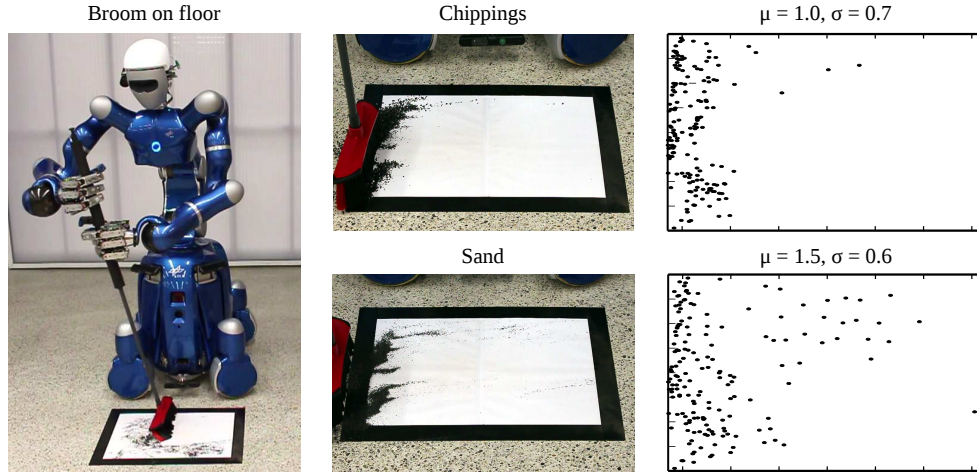 Broom on floor
Chippings
μ = 1.0, σ = 0.7
Sand
μ = 1.5, σ = 0.6